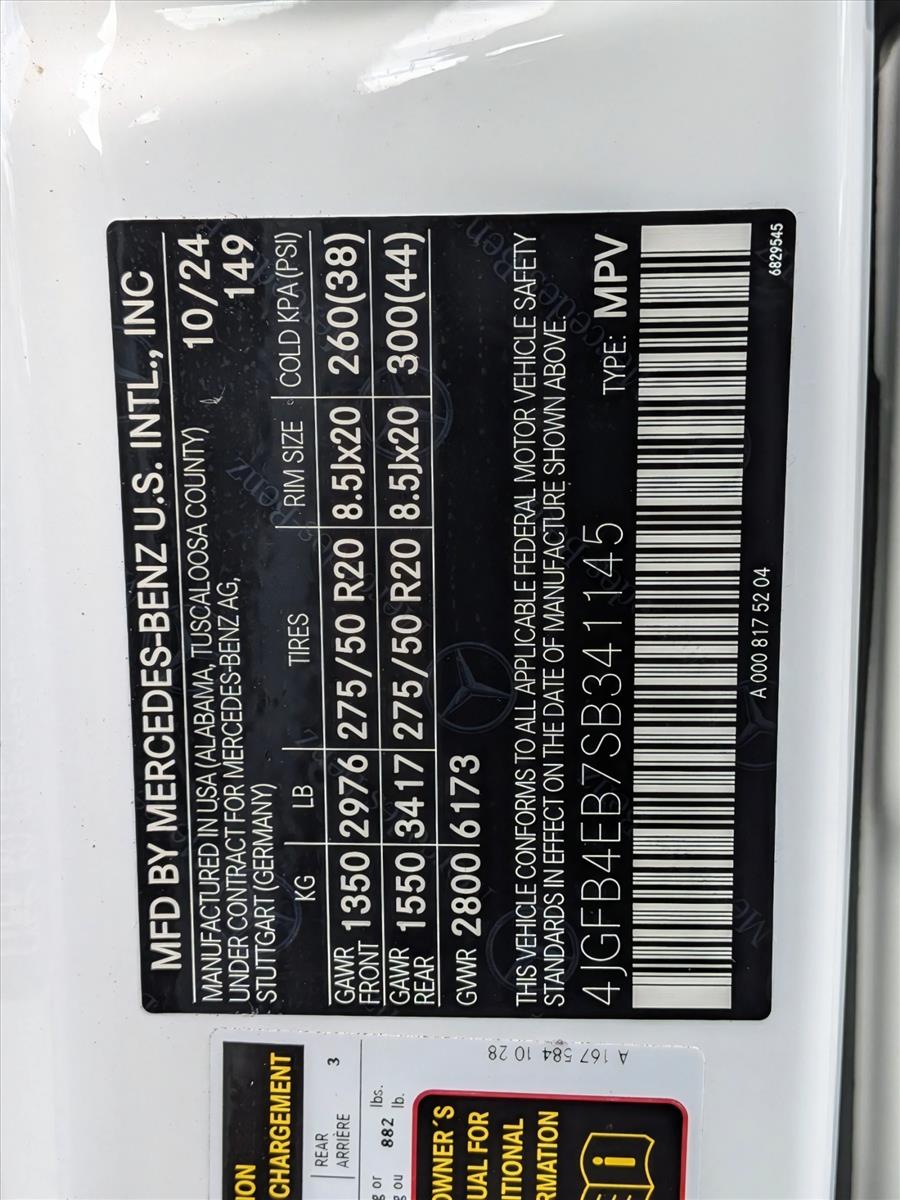 MFD BY MERCEDES-BENZ U.S. INTL., INC
MANUFACTURED IN USA (ALABAMA, TUSCALOOSA COUNTY) 10/24
UNDER CONTRACT FOR MERCEDES-BENZ AG, 149
STUTTGART (GERMANY)
KG LB TIRES RIM SIZE COLD KPA (PSI)
GAWR FRONT 1350 2976 275/50 R20 8.5Jx20 260(38)
GAWR REAR 1550 3417 275/50 R20 8.5Jx20 300(44)
GVWR 2800 6173
THIS VEHICLE CONFORMS TO ALL APPLICABLE FEDERAL MOTOR VEHICLE SAFETY
STANDARDS IN EFFECT ON THE DATE OF MANUFACTURE SHOWN ABOVE.
4JGFB4EB7SB341145 TYPE: MPV
A 000 817 52 04
6829545
CHARGEMENT
REAR
ARRIÈRE 3
882 lbs.
lb.
OWNER'S
UAL FOR
ITIONAL
RMATION
A 167 584 10 28